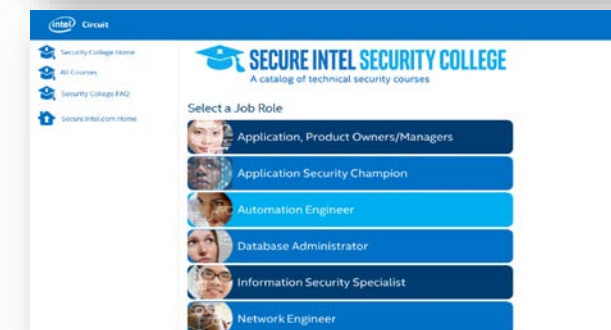 intel Circuit
Security College Home
All Courses
Security College FAQ
Secure.Intel.com Home
SECURE INTEL SECURITY COLLEGE
A catalog of technical security courses
Select a Job Role
Application, Product Owners/Managers
Application Security Champion
Automation Engineer
Database Administrator
Information Security Specialist
Network Engineer